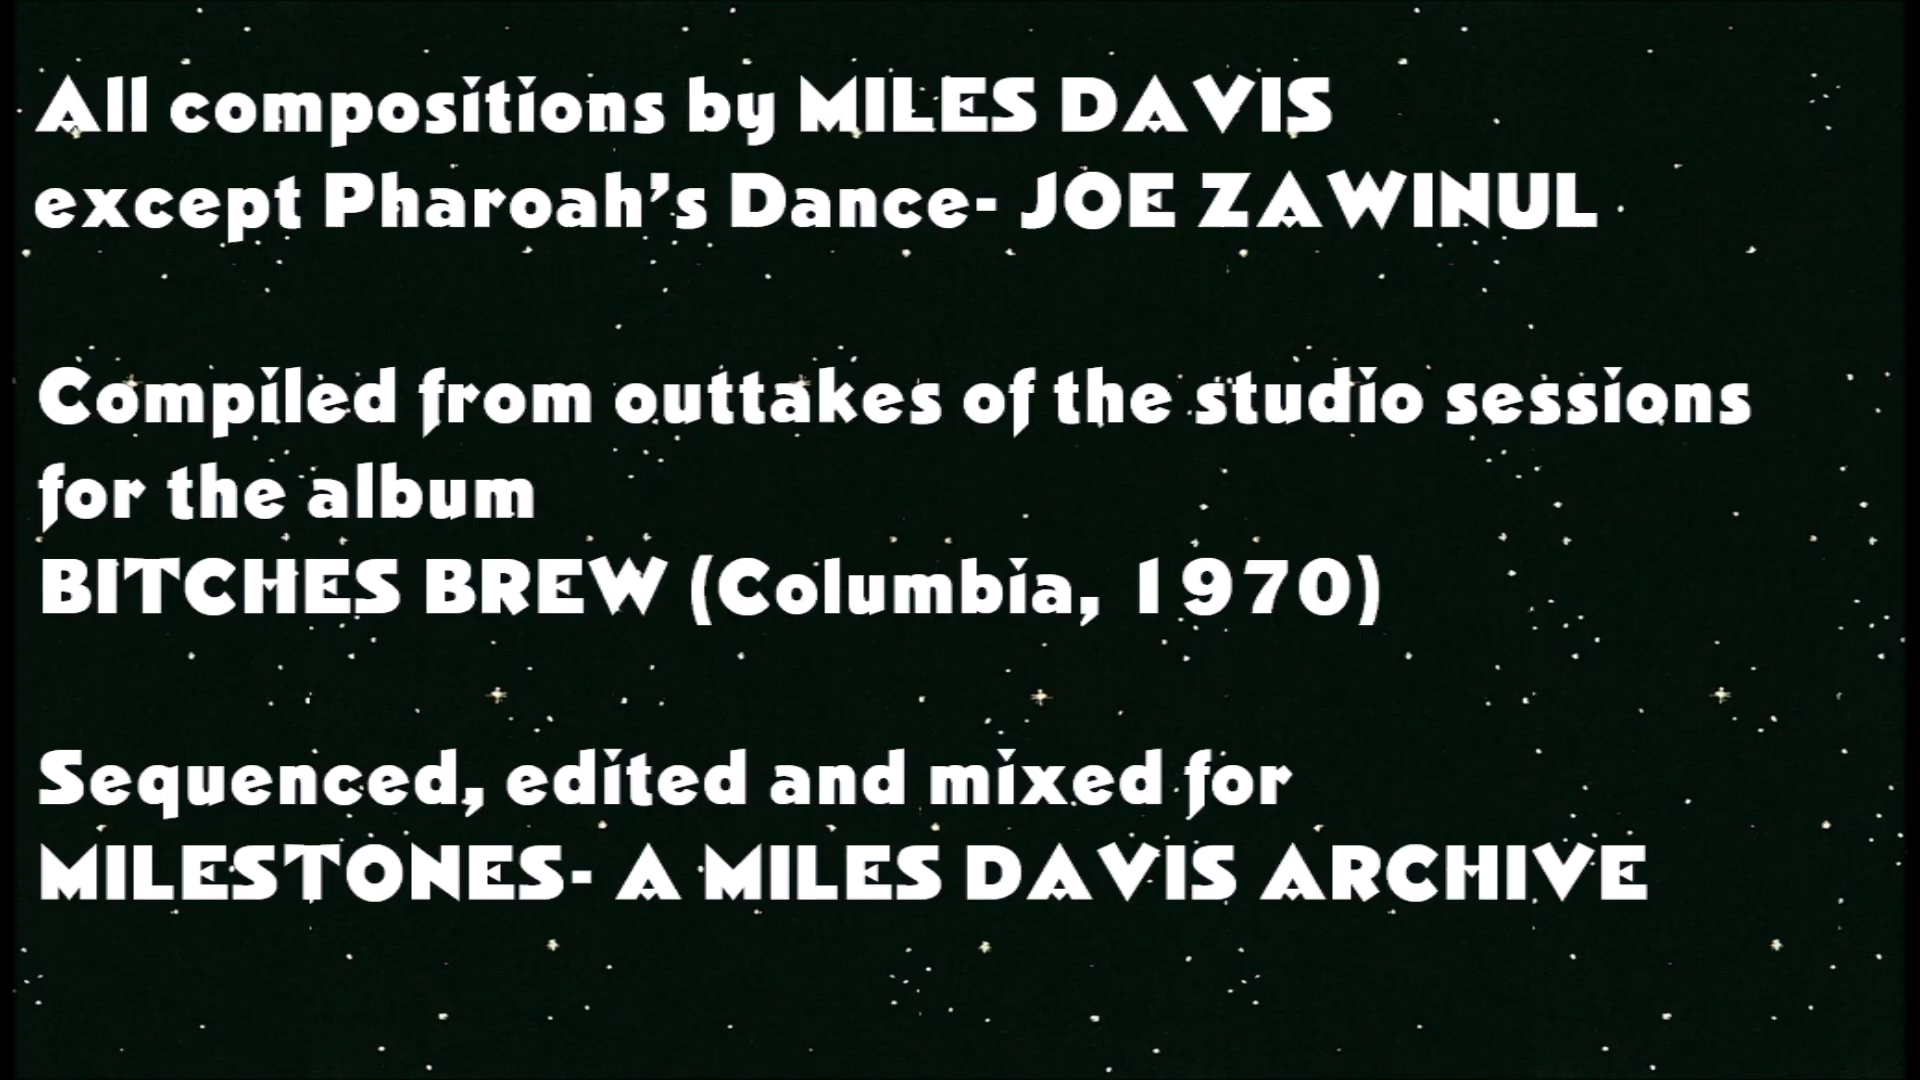 All compositions by MILES DAVIS
except Pharoah’s Dance- JOE ZAWINUL
Compiled from outtakes of the studio sessions
for the album
BITCHES BREW (Columbia, 1970)
Sequenced, edited and mixed for
MILESTONES- A MILES DAVIS ARCHIVE